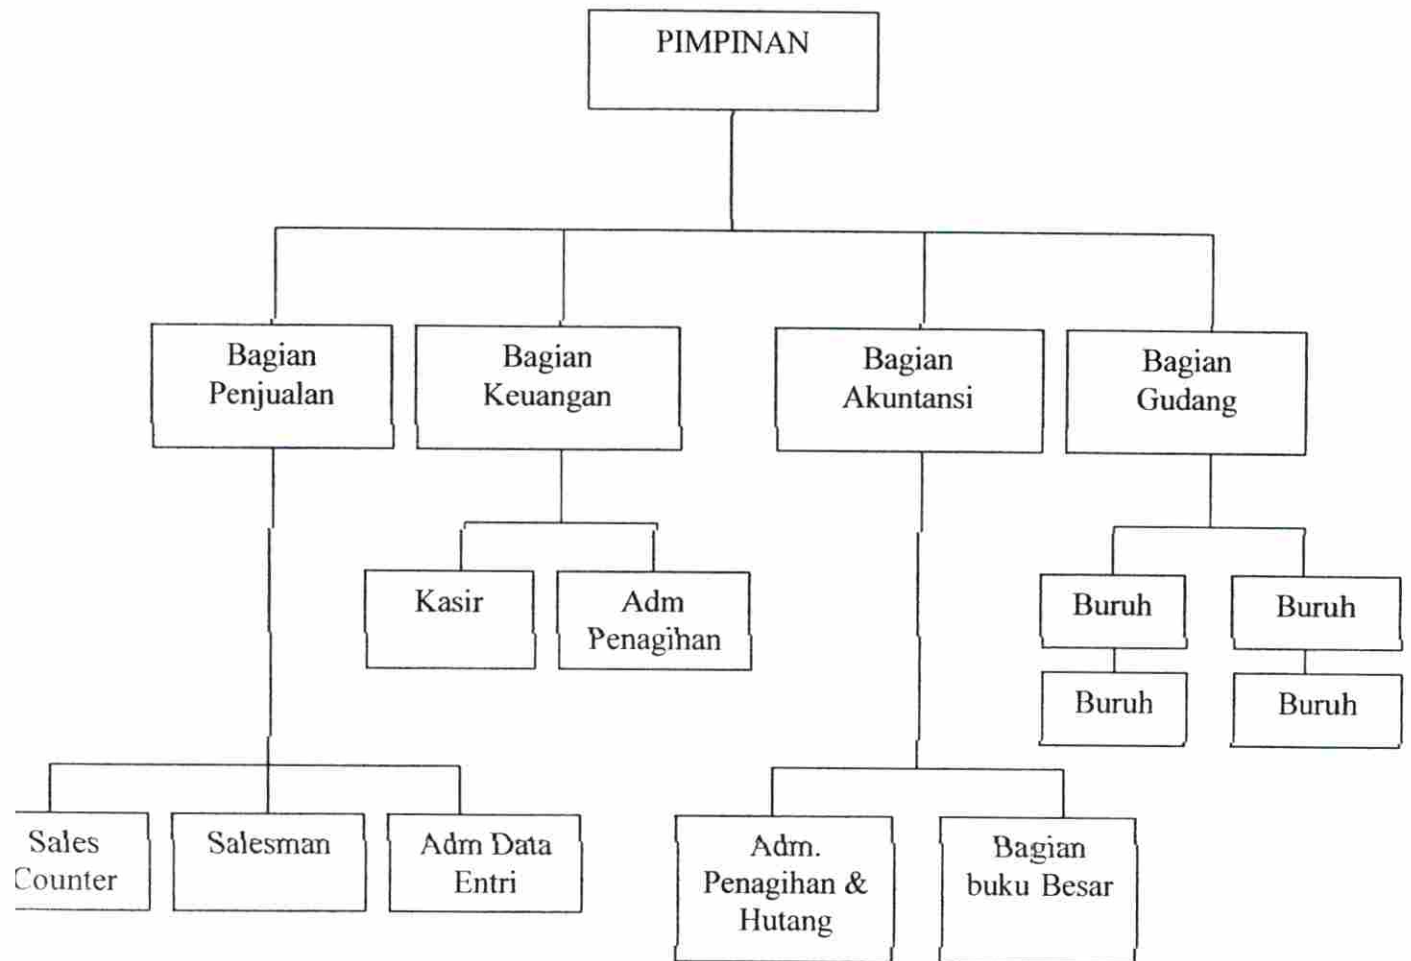 PIMPINAN
Bagian
Penjualan
Bagian
Keuangan
Bagian
Akuntansi
Bagian
Gudang
Kasir
Adm
Penagihan
Buruh
Buruh
Buruh
Buruh
Sales
Counter
Salesman
Adm Data
Entri
Adm.
Penagihan &
Hutang
Bagian
buku Besar